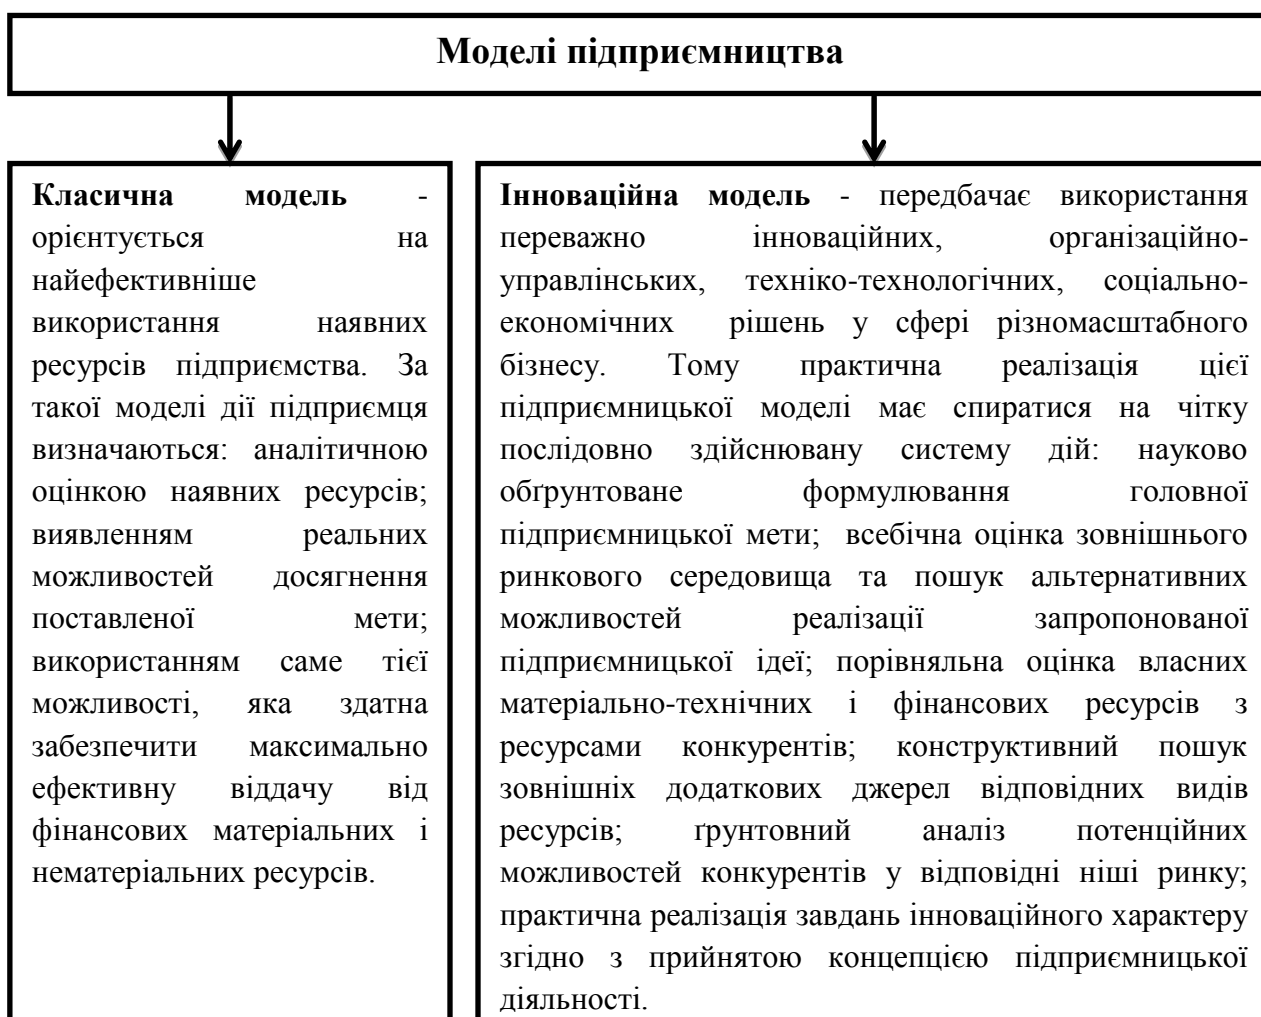 Моделі підприємництва
Класична модель -
орієнтується на
найефективніше
використання наявних
ресурсів підприємства. За
такої моделі дії підприємця
визначаються: аналітичною
оцінкою наявних ресурсів;
виявленням реальних
можливостей досягнення
поставленої мети;
використанням саме тієї
можливості, яка здатна
забезпечити максимально
ефективну віддачу від
фінансових матеріальних і
нематеріальних ресурсів.
Інноваційна модель - передбачає використання
переважно інноваційних, організаційно-
управлінських, техніко-технологічних, соціально-
економічних рішень у сфері різномасштабного
бізнесу. Тому практична реалізація цієї
підприємницької моделі має спиратися на чітку
послідовно здійснювану систему дій: науково
обґрунтоване формулювання головної
підприємницької мети; всебічна оцінка зовнішнього
ринкового середовища та пошук альтернативних
можливостей реалізації запропонованої
підприємницької ідеї; порівняльна оцінка власних
матеріально-технічних і фінансових ресурсів з
ресурсами конкурентів; конструктивний пошук
зовнішніх додаткових джерел відповідних видів
ресурсів; ґрунтовний аналіз потенційних
можливостей конкурентів у відповідні ніші ринку;
практична реалізація завдань інноваційного характеру
згідно з прийнятою концепцією підприємницької
діяльності.